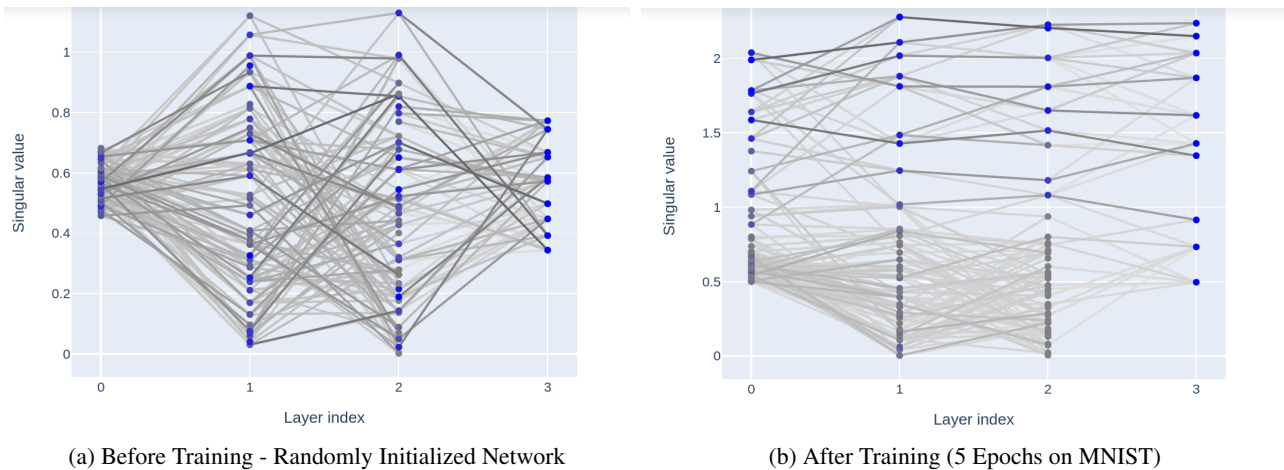 1
0.8
0.6
0.4
0.2
0
Singular value
0 1 2 3
Layer index
(a) Before Training - Randomly Initialized Network
2
1.5
1
0.5
0
Singular value
0 1 2 3
Layer index
(b) After Training (5 Epochs on MNIST)